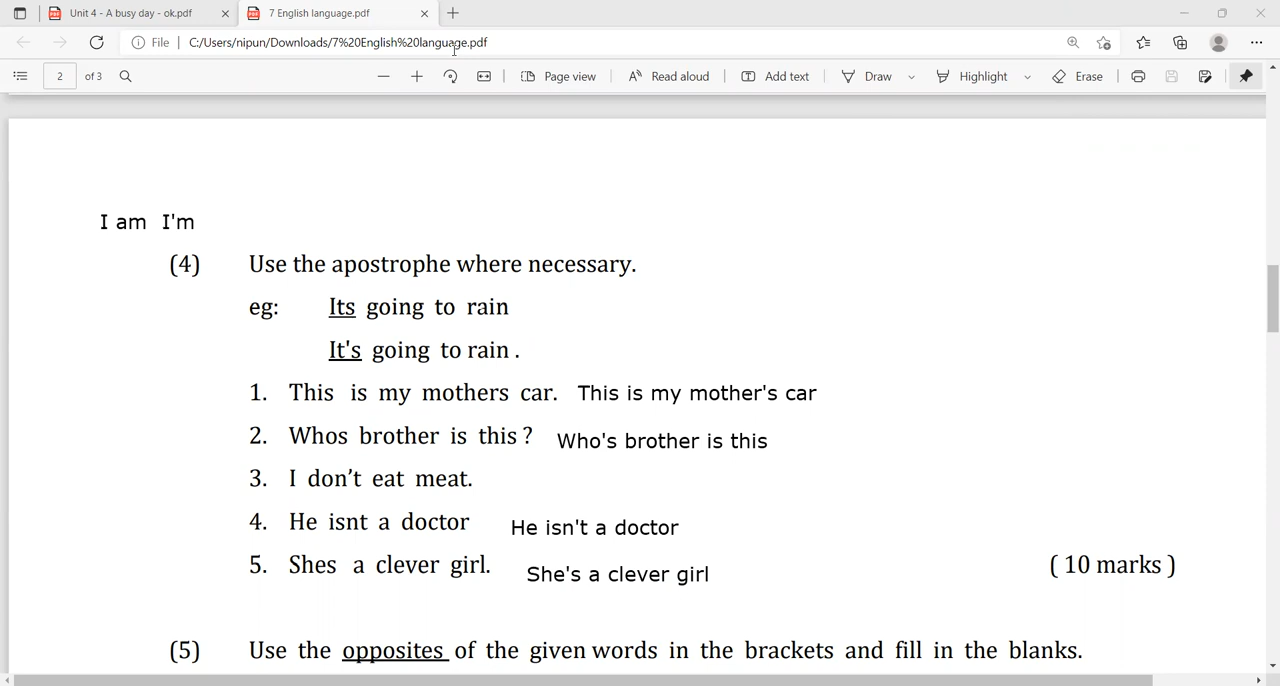 Unit 4 - A busy day - ok.pdf
7 English language.pdf
File | C:/Users/nipun/Downloads/7%20English%20language.pdf
2 of 3 Page view Read aloud Add text Draw Highlight Erase
I am I'm
(4) Use the apostrophe where necessary.
eg: Its going to rain
It's going to rain .
1. This is my mothers car. This is my mother's car
2. Whos brother is this ? Who's brother is this
3. I don’t eat meat.
4. He isnt a doctor He isn't a doctor
5. Shes a clever girl. She's a clever girl ( 10 marks )
(5) Use the opposites of the given words in the brackets and fill in the blanks.